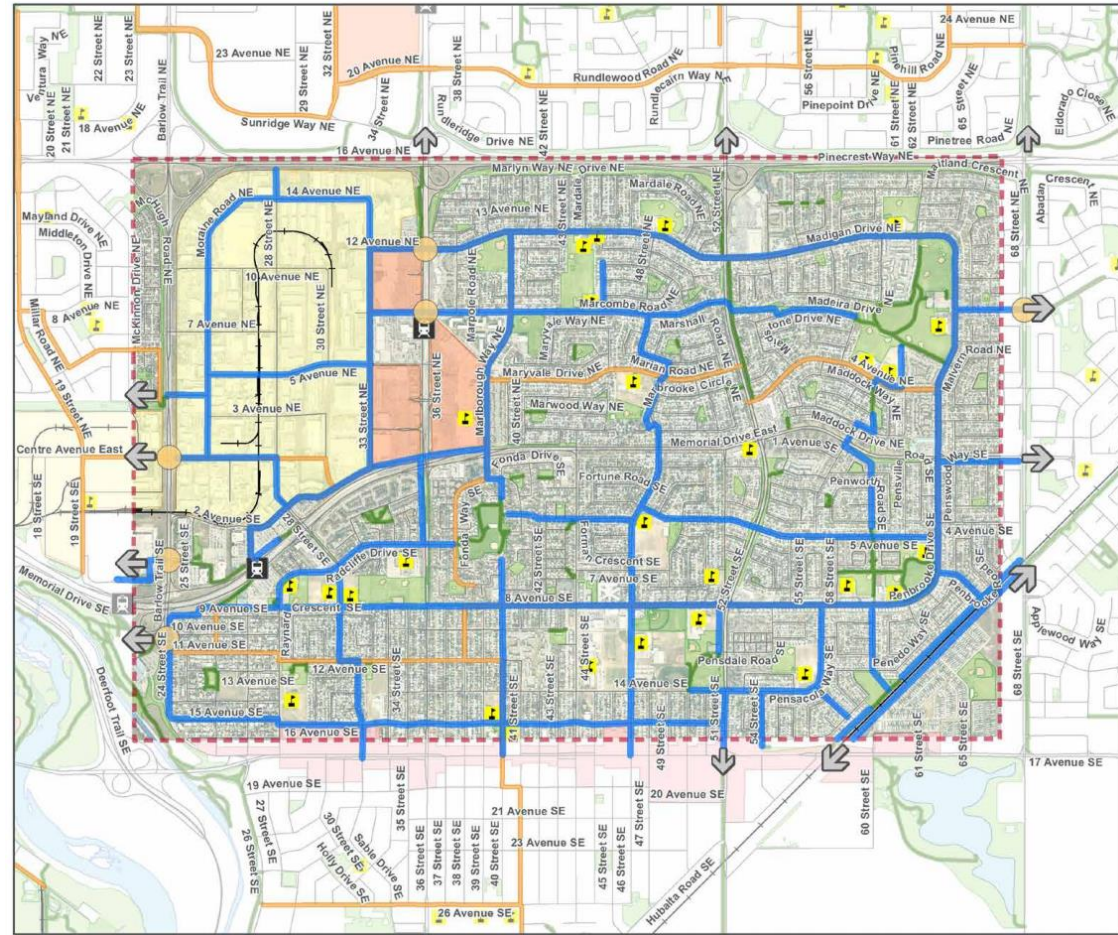 23 Avenue NE
22 Street NE
23 Street NE
Barlow Trail NE
32 Street NE
29 Street NE
20 Avenue NE
34 Street NE
38 Street NE
Rundleridge Drive NE
42 Street NE
Rundlewood Road NE
56 Street NE
Pinehill Road NE
24 Avenue NE
20 Street NE
21 Street NE
18 Avenue NE
Sunridge Way NE
16 Avenue NE
61 Street NE
62 Street NE
65 Street NE
Pinetree Road NE
Eldorado Close NE
Pinecrest Way NE
Maitland Crescent NE
Abadan Crescent NE
68 Street NE
Mayland Drive NE
Middleton Drive NE
McKinnon Drive NE
McHugh Road NE
Moraine Road NE
28 Street NE
14 Avenue NE
12 Avenue NE
13 Avenue NE
Marlyn Way NE
43 Street NE
Mardale Road NE
48 Street NE
52 Street NE
Madigan Drive NE
8 Avenue NE
10 Avenue NE
30 Street NE
Marpole Road NE
Marcombe Road NE
Madeira Drive NE
Millar Road NE
19 Street NE
7 Avenue NE
5 Avenue NE
3 Avenue NE
33 Street NE
36 Street NE
Marlborough Way NE
40 Street NE
Maryvale Way NE
Maryvale Drive NE
Marshall Road NE
Marian Road NE
Marbrooke Circle
Marwood Way NE
4 Avenue NE
Maddock Way NE
Maddock Drive NE
Malvern Road NE
Centre Avenue East
Memorial Drive East
1 Avenue SE
Fonda Drive SE
Fonda Way SE
Fortune Road SE
Penworth Road SE
Penswood Way SE
18 Street SE
19 Street SE
2 Avenue SE
25 Street SE
28 Street SE
Radcliffe Drive SE
42 Street SE
Forman Crescent SE
7 Avenue SE
52 Street SE
55 Street SE
58 Street SE
5 Avenue SE
4 Avenue SE
Penbrooke Drive SE
Memorial Drive SE
Barlow Trail SE
24 Street SE
9 Avenue SE
10 Avenue SE
11 Avenue SE
Raynard Crescent SE
8 Avenue SE
12 Avenue SE
13 Avenue SE
34 Street SE
41 Street SE
43 Street SE
44 Street SE
14 Avenue SE
Pensdale Road SE
Pensacola Way SE
Penedo Way SE
68 Street SE
Applewood Way SE
Deerfoot Trail SE
15 Avenue SE
16 Avenue SE
49 Street SE
51 Street SE
54 Street SE
61 Street SE
65 Street SE
17 Avenue SE
19 Avenue SE
20 Avenue SE
60 Street SE
26 Street SE
27 Street SE
30 Street SE
Holly Drive SE
Sable Drive SE
35 Street SE
36 Street SE
37 Street SE
38 Street SE
39 Street SE
40 Street SE
21 Avenue SE
23 Avenue SE
45 Street SE
46 Street SE
47 Street SE
Hubalta Road SE
26 Avenue SE